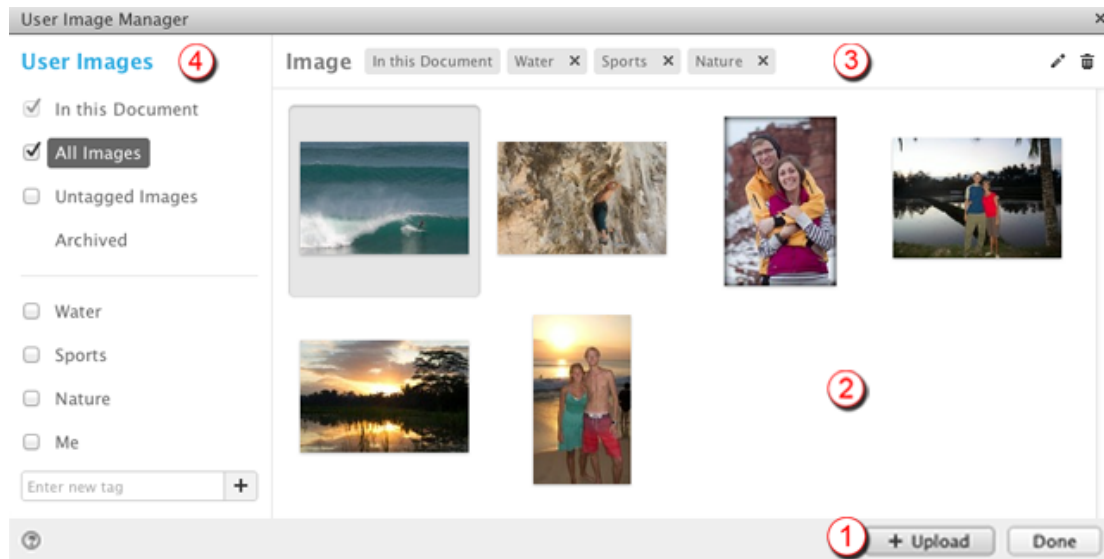 User Image Manager
User Images 4
Image In this Document Water × Sports × Nature × 3
In this Document
All Images
Untagged Images
Archived
Water
Sports
Nature
2
Me
Enter new tag +
1 + Upload Done